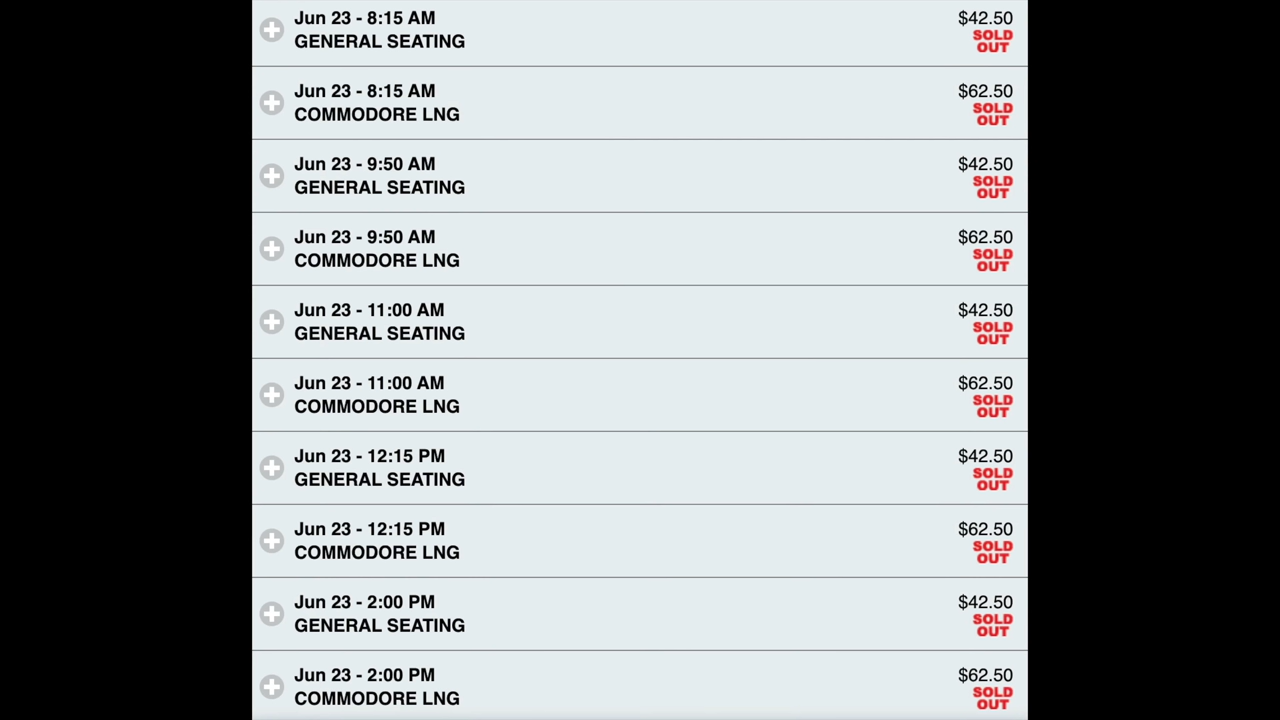 Jun 23 - 8:15 AM
$42.50
GENERAL SEATING
SOLD
OUT
Jun 23 - 8:15 AM
$62.50
COMMODORE LNG
SOLD
OUT
Jun 23 - 9:50 AM
$42.50
GENERAL SEATING
SOLD
OUT
Jun 23 - 9:50 AM
$62.50
COMMODORE LNG
SOLD
OUT
Jun 23 - 11:00 AM
$42.50
GENERAL SEATING
SOLD
OUT
Jun 23 - 11:00 AM
$62.50
COMMODORE LNG
SOLD
OUT
Jun 23 - 12:15 PM
$42.50
GENERAL SEATING
SOLD
OUT
Jun 23 - 12:15 PM
$62.50
COMMODORE LNG
SOLD
OUT
Jun 23 - 2:00 PM
$42.50
GENERAL SEATING
SOLD
OUT
Jun 23 - 2:00 PM
$62.50
COMMODORE LNG
SOLD
OUT